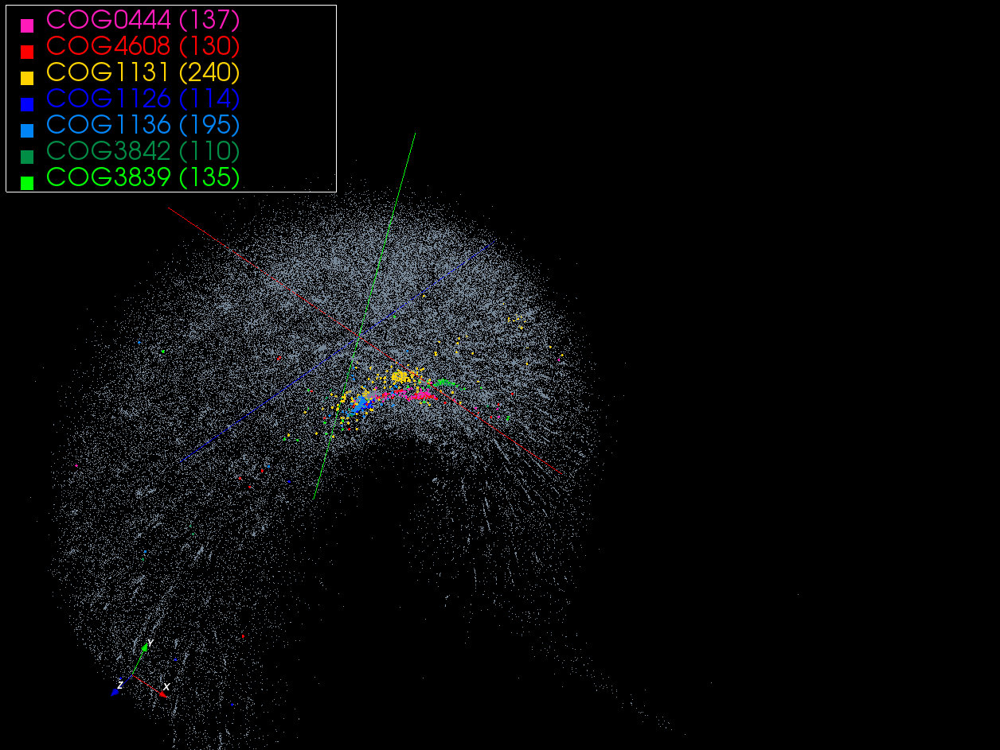 COG0444 (137)
COG4608 (130)
COG1131 (240)
COG1126 (114)
COG1136 (195)
COG3842 (110)
COG3839 (135)
Y
Z
X